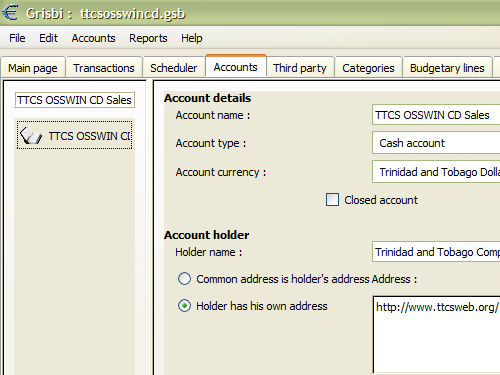 Grisbi : ttcsosswincd.gsb
File Edit Accounts Reports Help
Main page Transactions Scheduler Accounts Third party Categories Budgetary lines
TTCS OSSWIN CD Sales
TTCS OSSWIN CI
Account details
Account name : TTCS OSSWIN CD Sales
Account type : Cash account
Account currency : Trinidad and Tobago Dolla
Closed account
Account holder
Holder name : Trinidad and Tobago Comp
Common address is holder's address Address :
Holder has his own address http://www.ttcsweb.org/